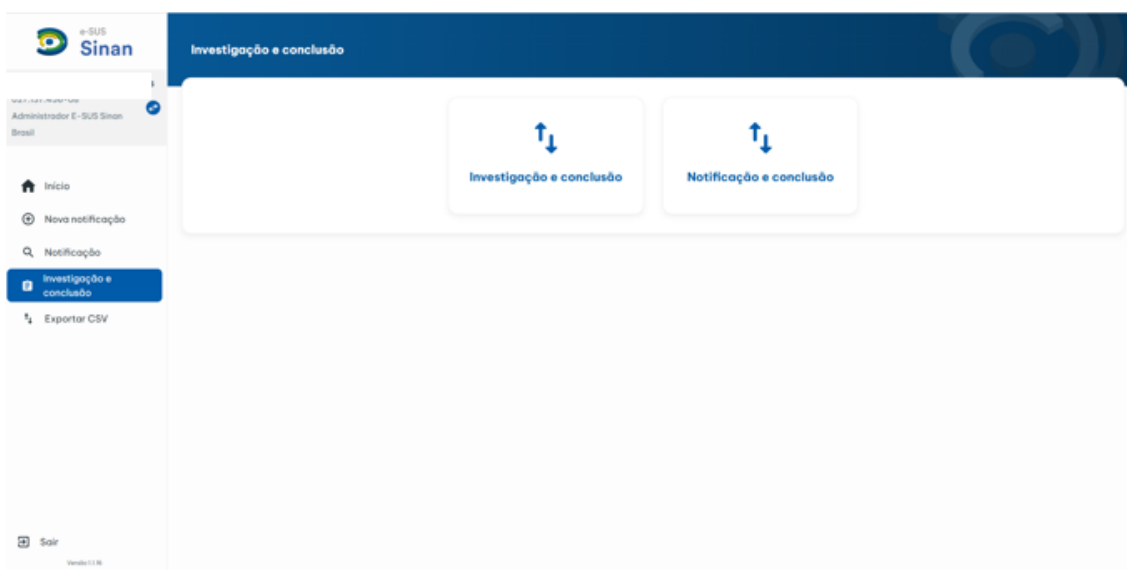 e-SUS
Sinan
Investigação e conclusão
Administrador E-SUS Sinan
Brasil
Início
Nova notificação
Notificação
Investigação e
conclusão
Exportar CSV
Investigação e conclusão
Notificação e conclusão
Sair